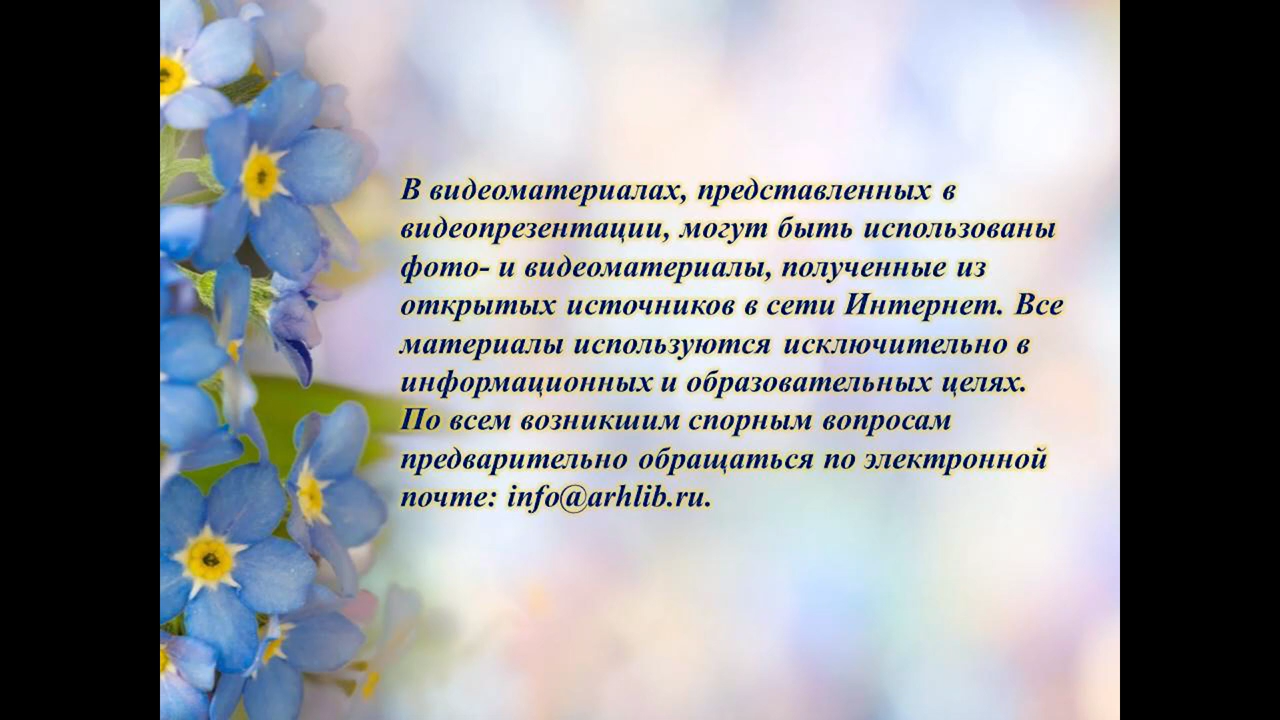 В видеоматериалах, представленных в
видеопрезентации, могут быть использованы
фото- и видеоматериалы, полученные из
открытых источников в сети Интернет. Все
материалы используются исключительно в
информационных и образовательных целях.
По всем возникшим спорным вопросам
предварительно обращаться по электронной
почте: info@arhlib.ru.